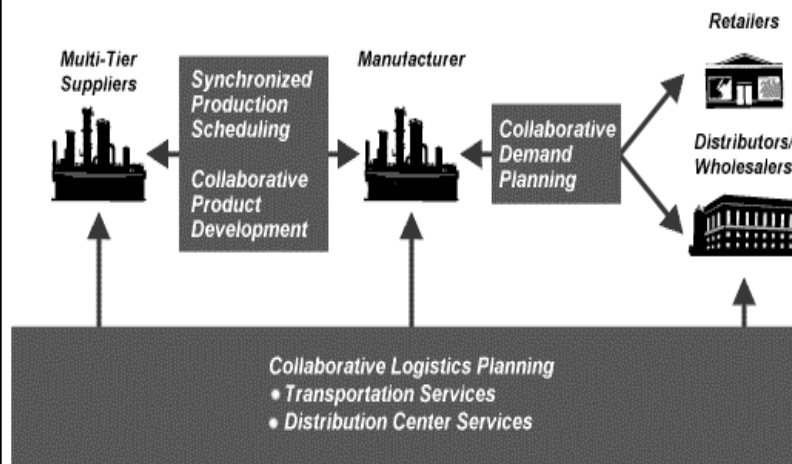 Retailers
Multi-Tier
Suppliers
Synchronized
Production
Scheduling
Collaborative
Product
Development
Manufacturer
Collaborative
Demand
Planning
Distributors/
Wholesalers
Collaborative Logistics Planning
• Transportation Services
• Distribution Center Services